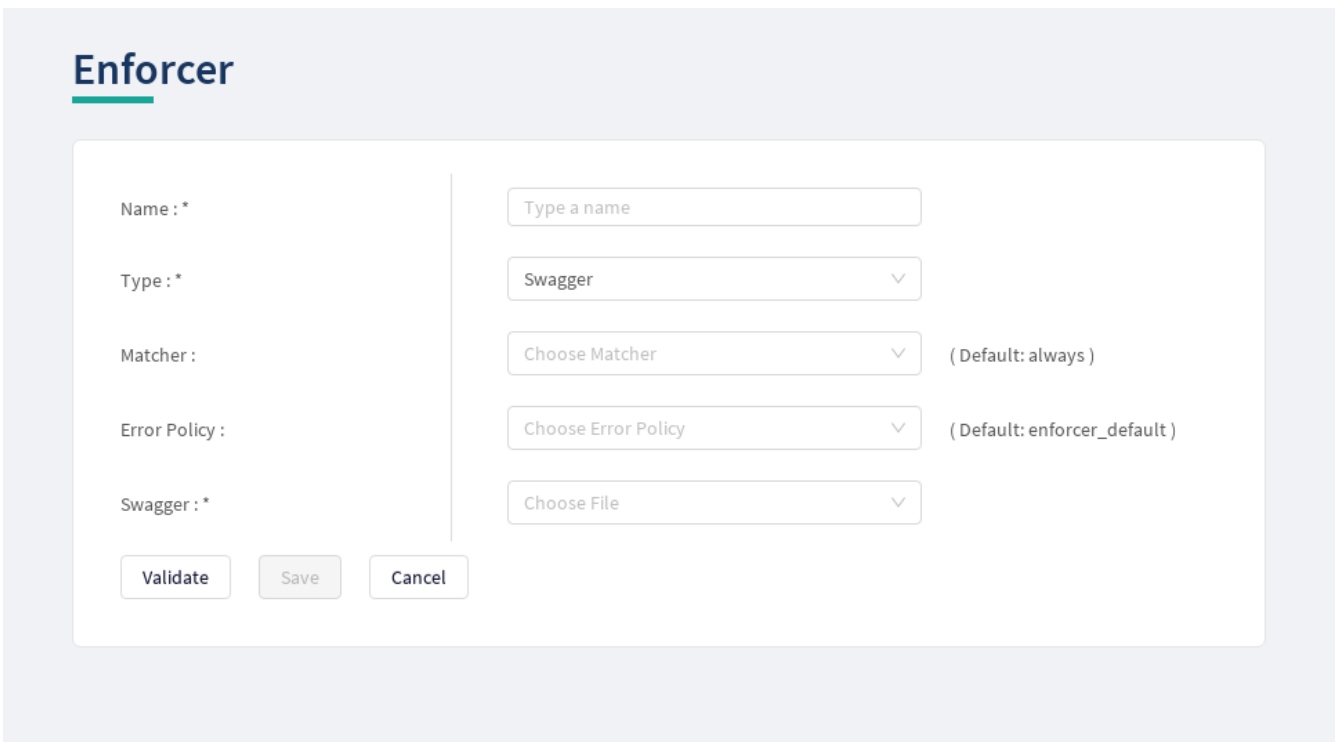 Enforcer
Name : *
Type a name
Type : *
Swagger
Matcher :
Choose Matcher
( Default: always )
Error Policy :
Choose Error Policy
( Default: enforcer_default )
Swagger : *
Choose File
Validate
Save
Cancel